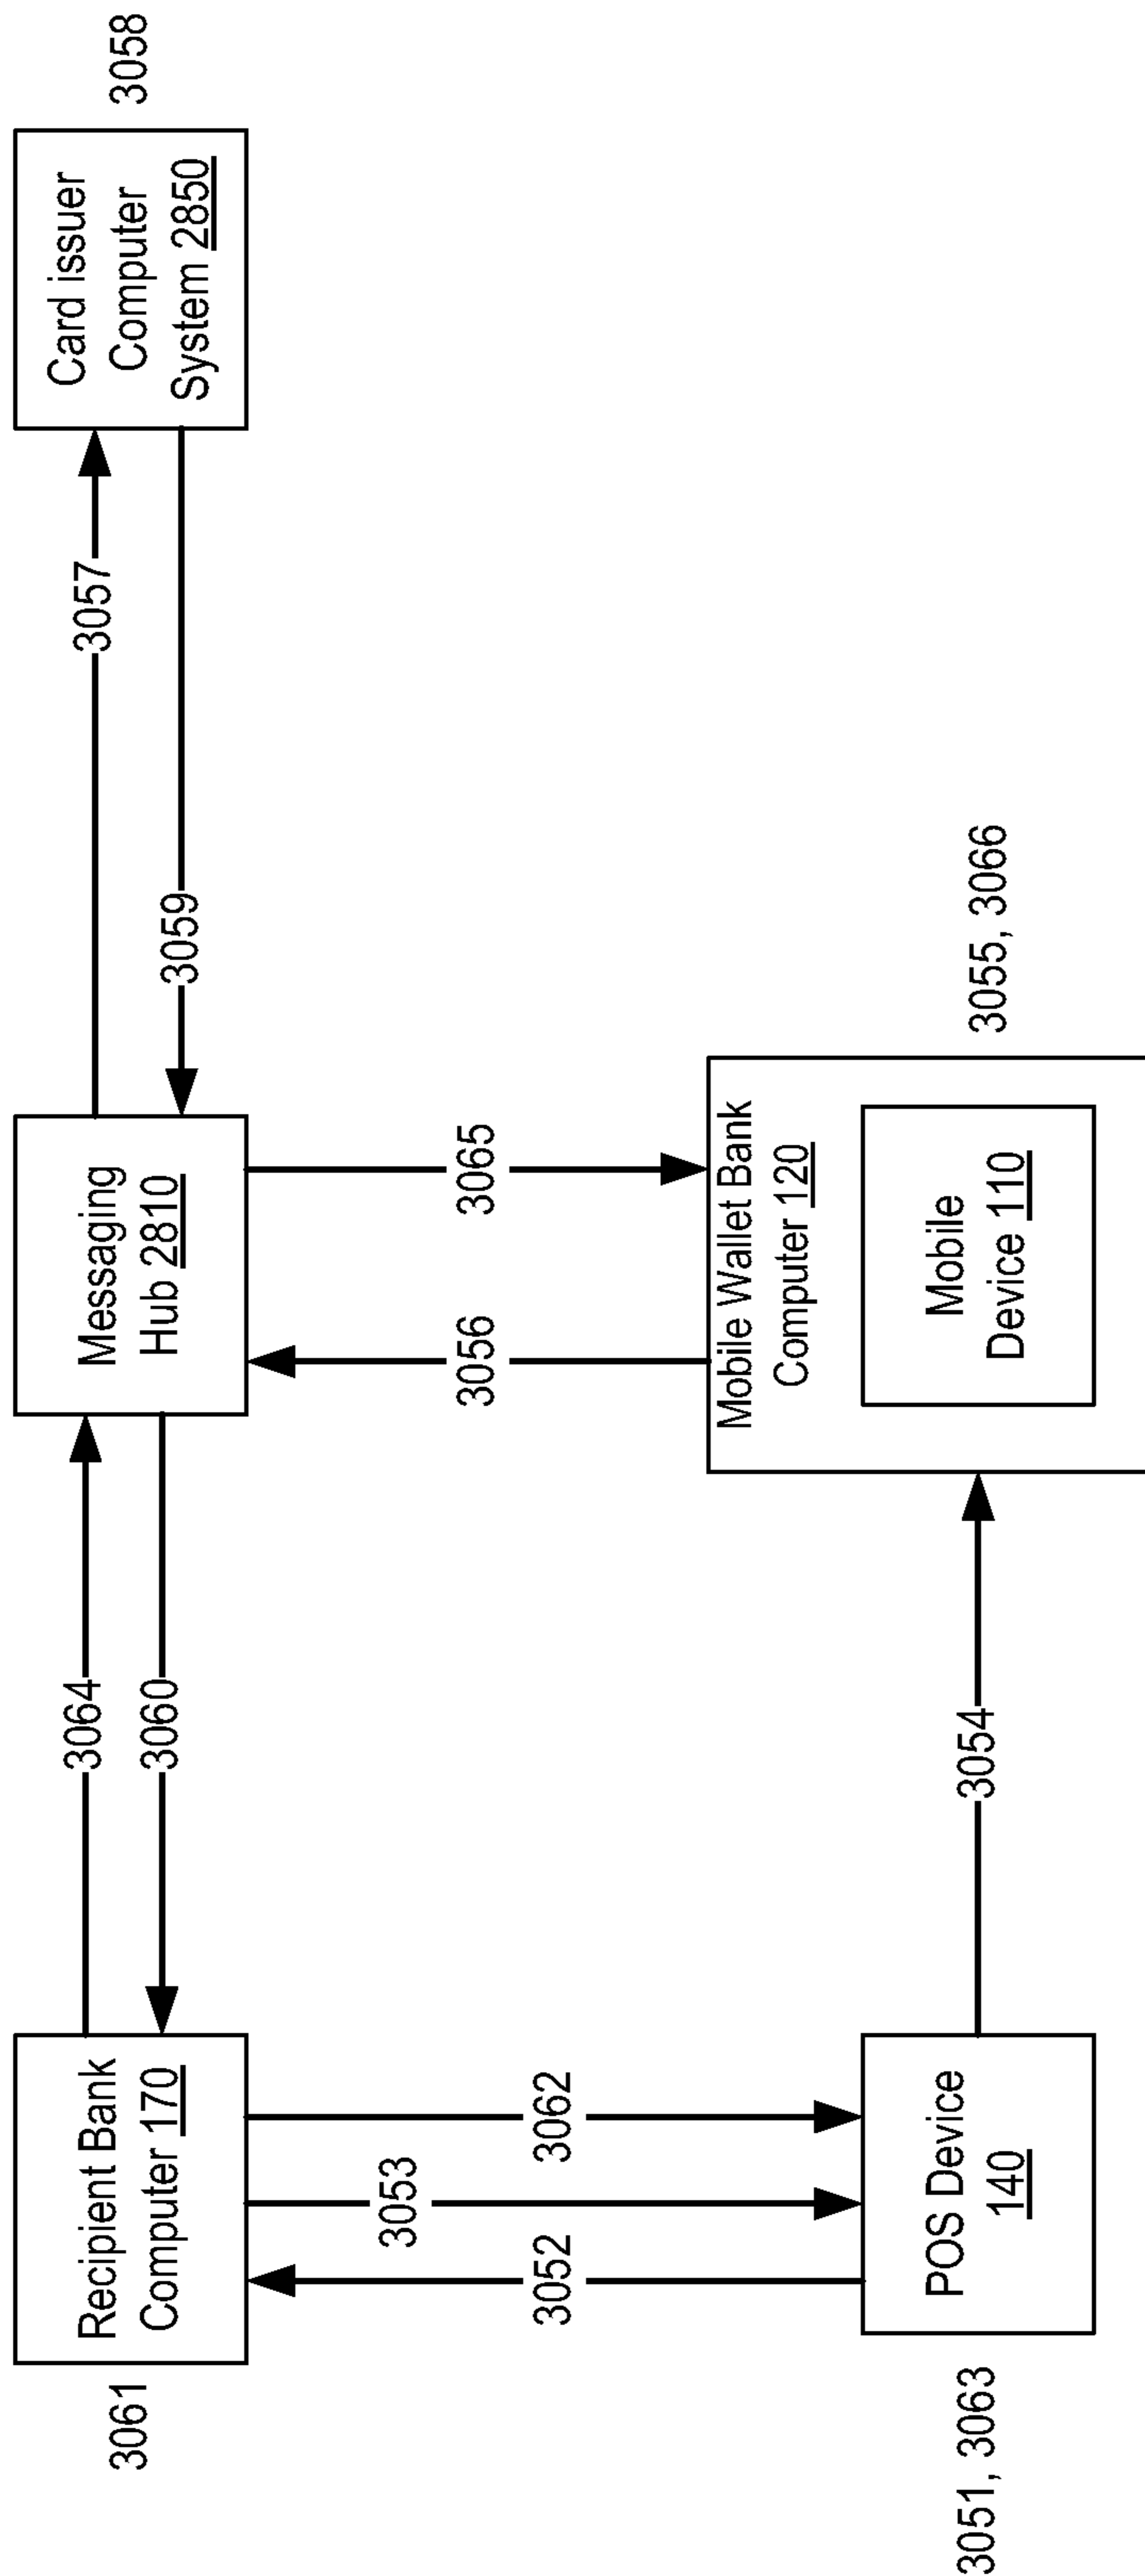 3061
Recipient Bank
Computer 170
3064
3060
Messaging
Hub 2810
3057
3059
Card issuer
Computer
System 2850
3058
3052
3053
3062
3056
3065
3051, 3063
POS Device
140
3054
Mobile Wallet Bank
Computer 120
Mobile
Device 110
3055, 3066